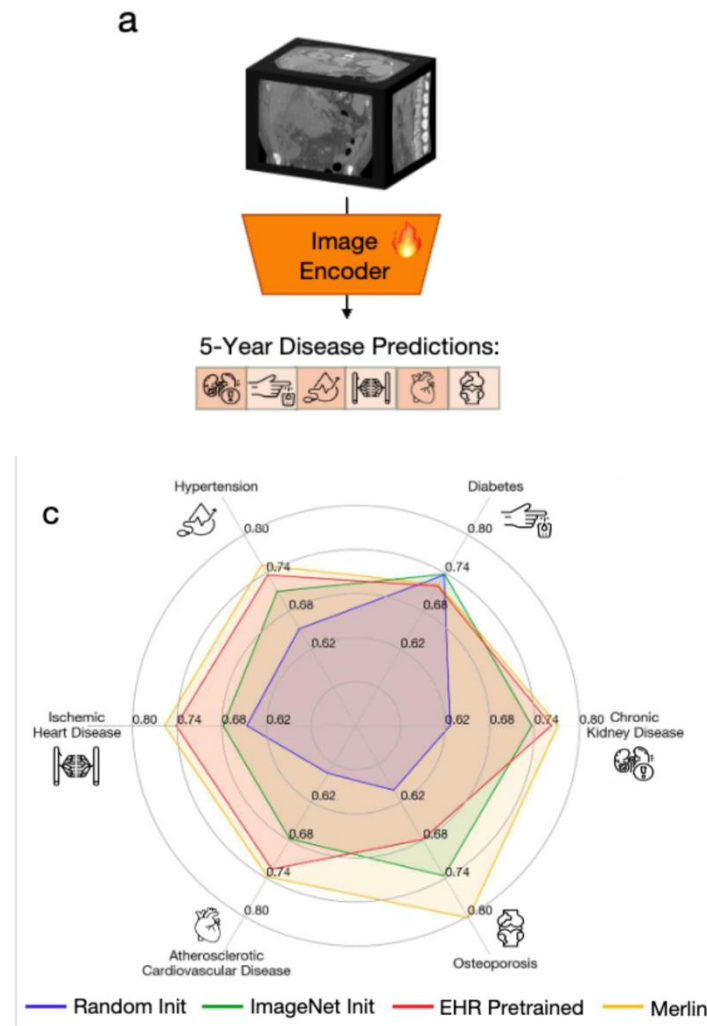 a
Image
Encoder
5-Year Disease Predictions:
c
Hypertension
Diabetes
0.80
0.80
0.74
0.74
0.68
0.68
0.62
0.62
Ischemic
Heart Disease
0.80
0.74
0.68
0.62
0.62
0.68
0.74
0.80
Chronic
Kidney Disease
0.62
0.62
0.68
0.68
0.74
0.74
0.80
0.80
Atherosclerotic
Cardiovascular Disease
Osteoporosis
Random Init
ImageNet Init
EHR Pretrained
Merlin